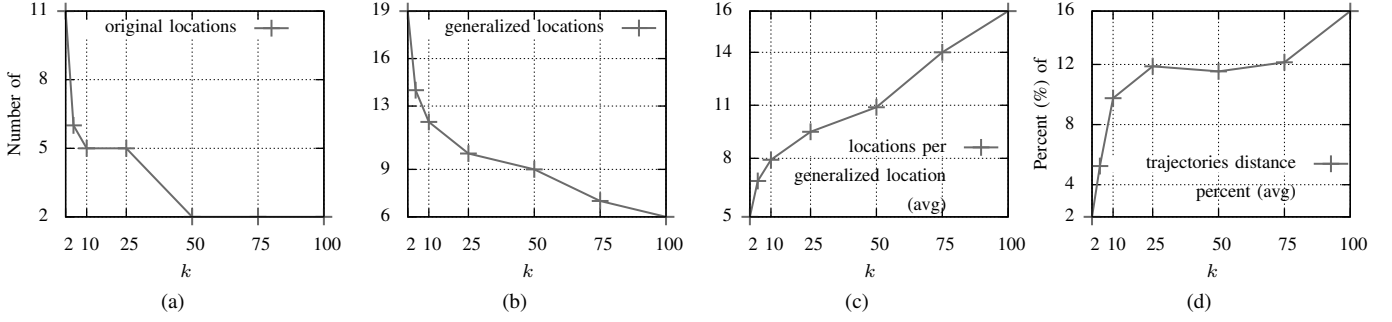 Number of
11
8
5
2
original locations
2 10 25 50 75 100
k
(a)
19
16
13
9
6
generalized locations
2 10 25 50 75 100
k
(b)
16
14
11
8
5
locations per
generalized location
(avg)
2 10 25 50 75 100
k
(c)
Percent (%) of
16
12
8
4
2
trajectories distance
percent (avg)
2 10 25 50 75 100
k
(d)